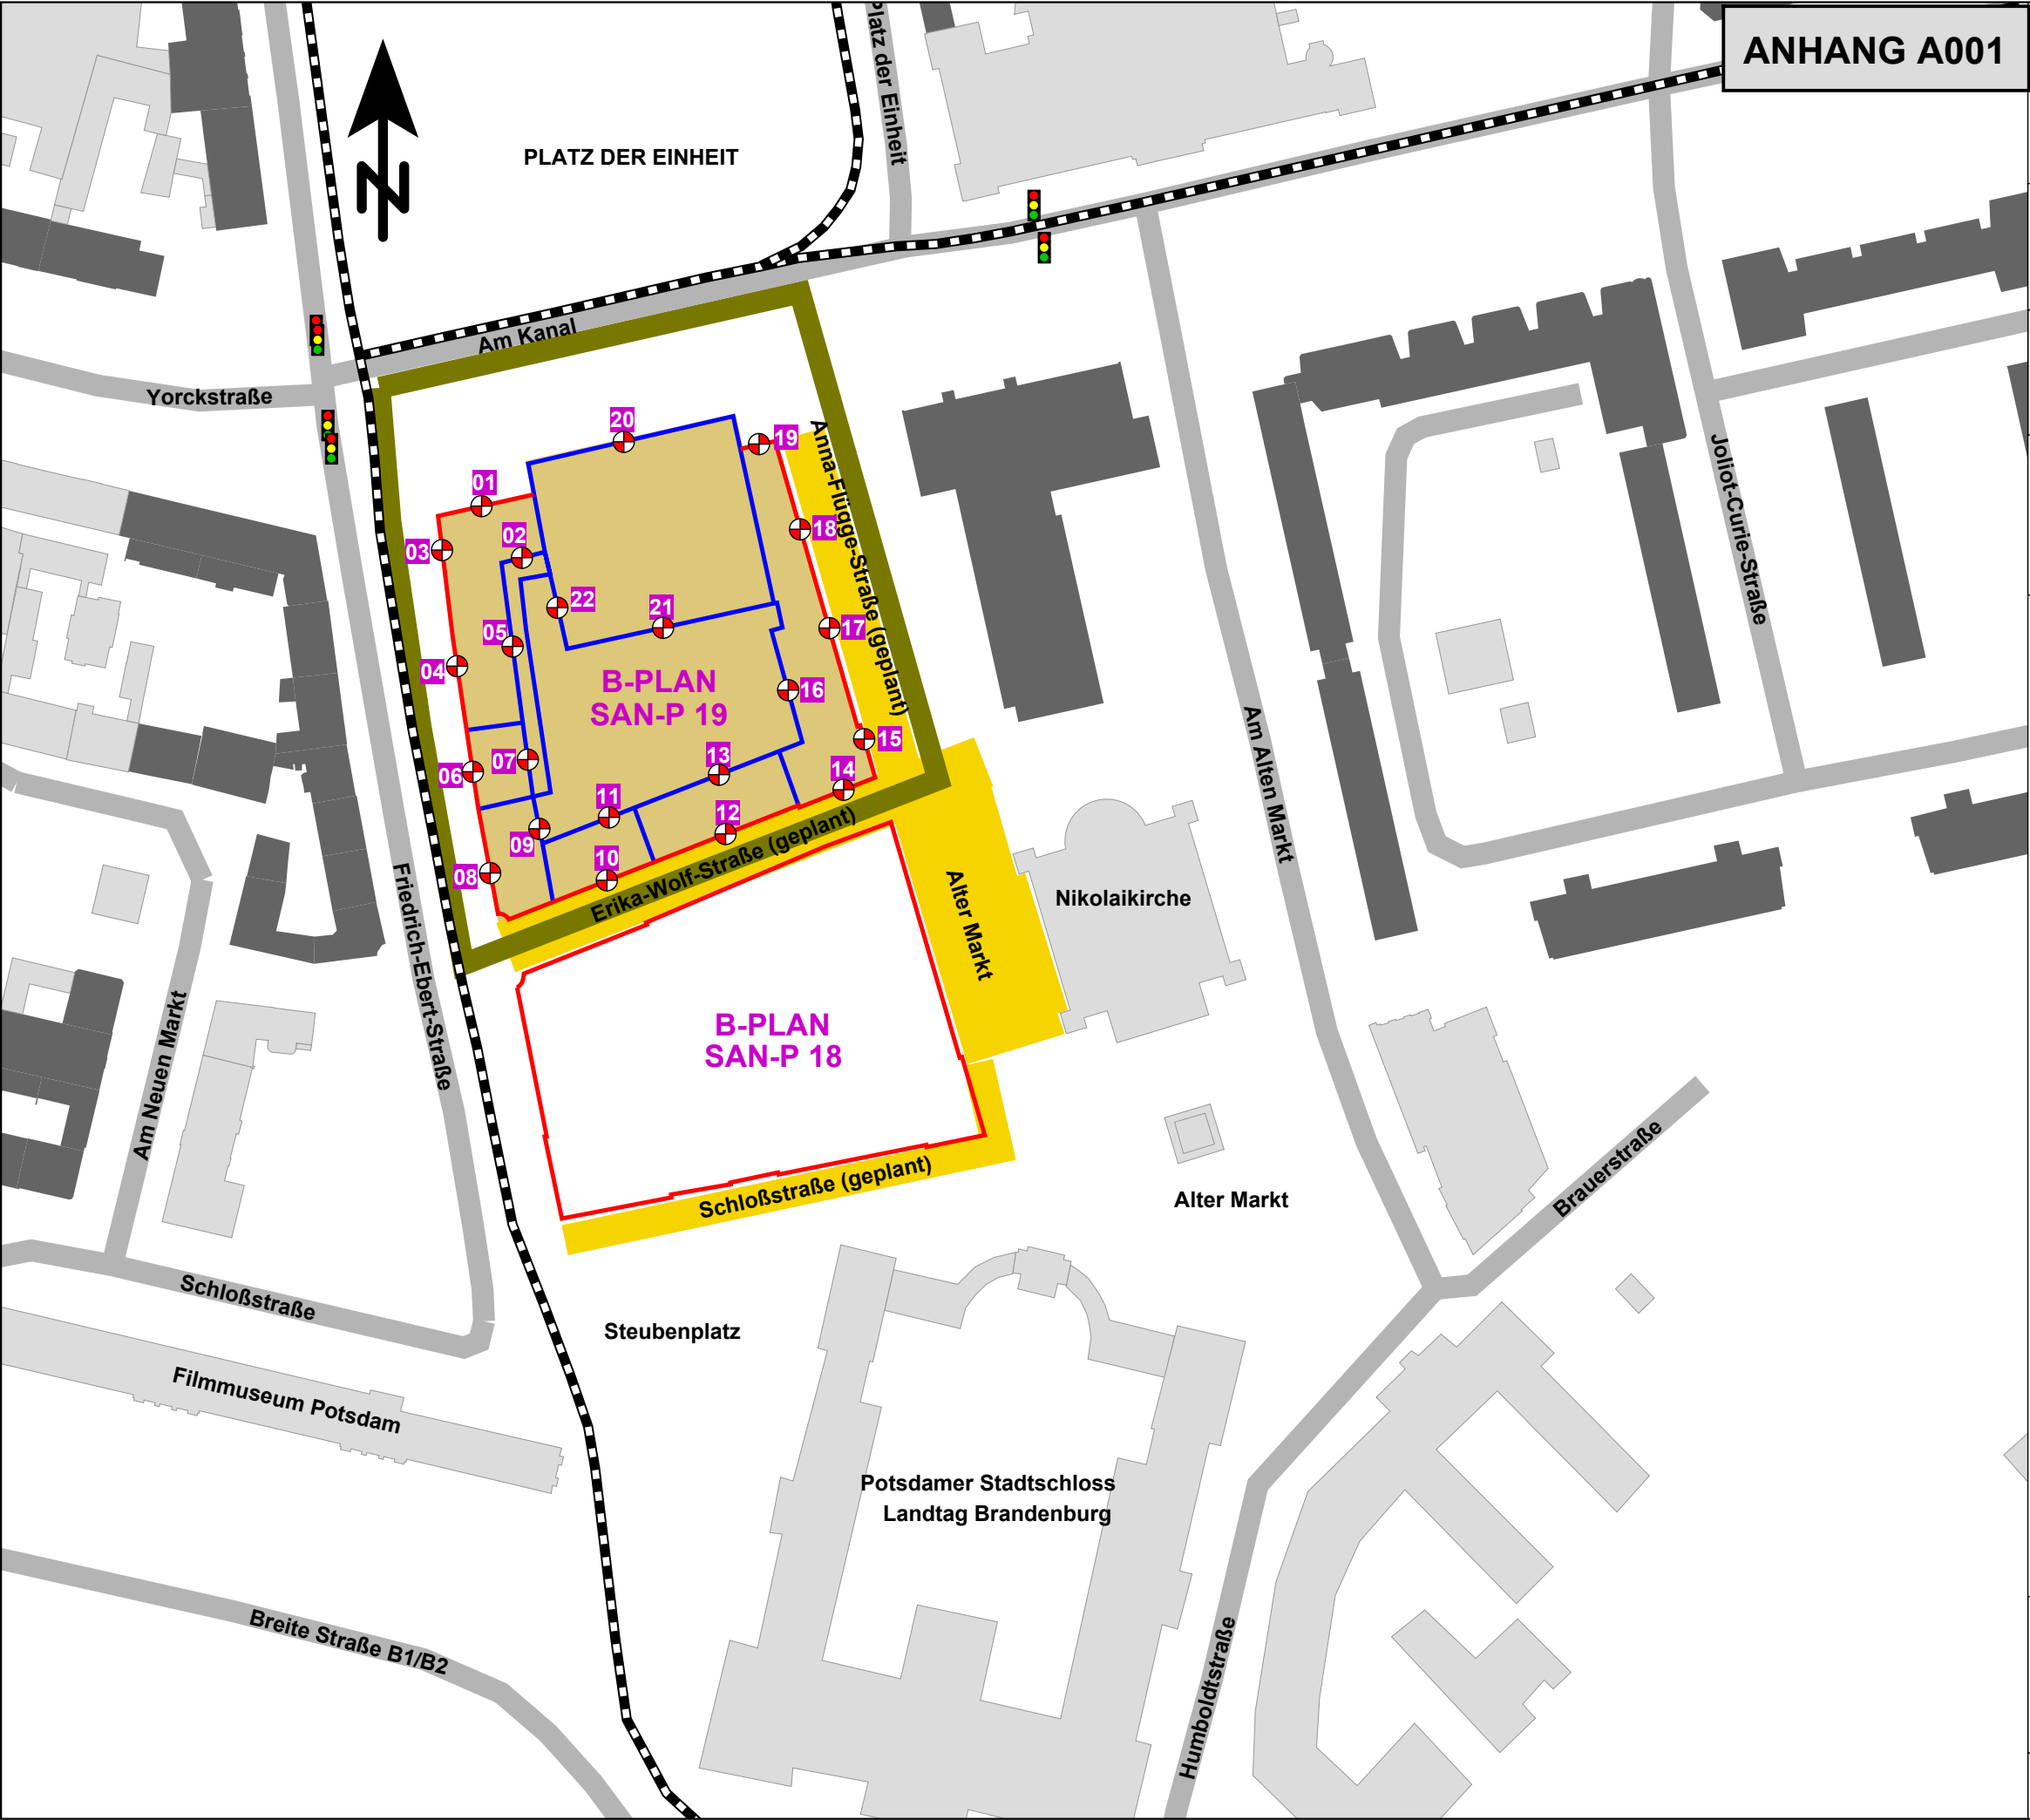 ANHANG A001
Platz der Einheit
PLATZ DER EINHEIT
N
Am Kanal
Yorckstraße
20
19
01
02
03
18
Anna-Flügge-Straße (geplant)
22
21
05
17
04
B-PLAN
SAN-P 19
16
15
13
07
06
14
11
12
09
10
08
Erika-Wolf-Straße (geplant)
Joliot-Curie-Straße
Am Alten Markt
Friedrich-Ebert-Straße
Alter Markt
Nikolaikirche
B-PLAN
SAN-P 18
Am Neuen Markt
Schloßstraße (geplant)
Alter Markt
Brauerstraße
Schloßstraße
Steubenplatz
Filmmuseum Potsdam
Potsdamer Stadtschloss
Landtag Brandenburg
Breite Straße B1/B2
Humboldtstraße